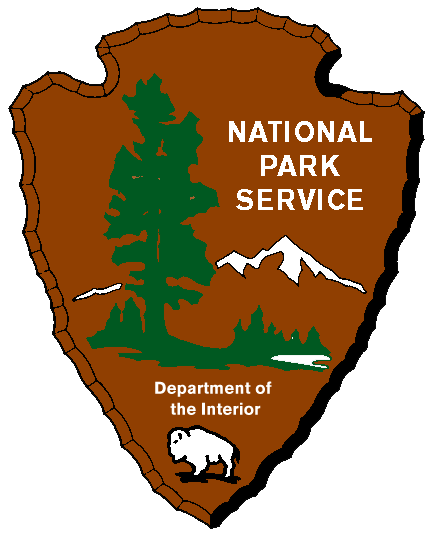 NATIONAL
PARK
SERVICE
Department of
the Interior